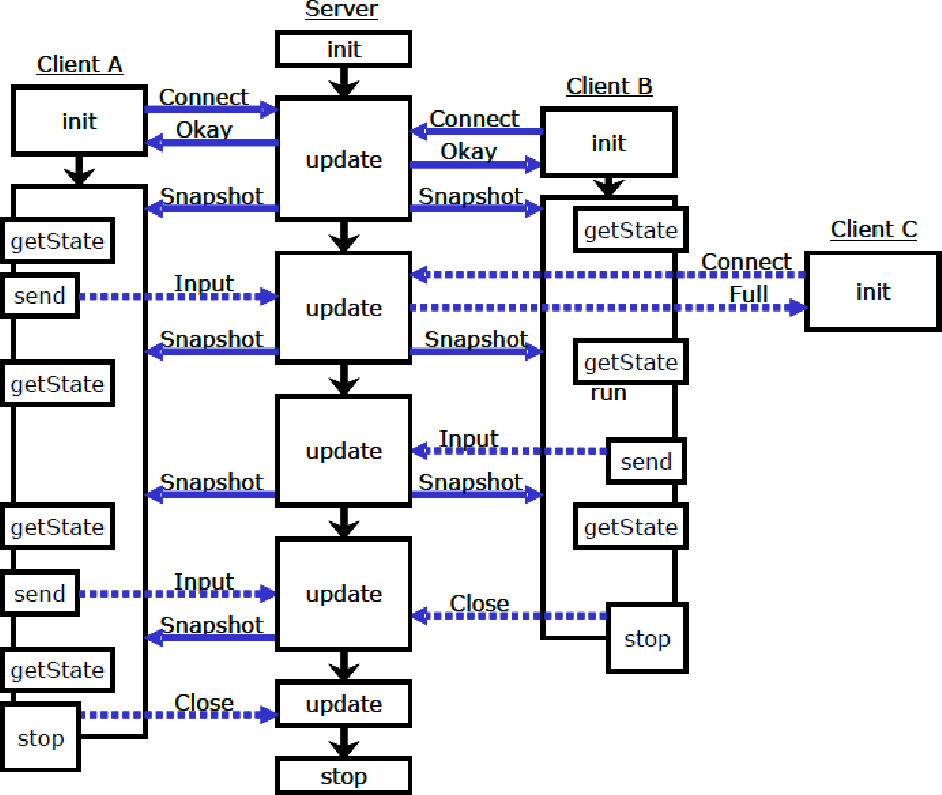 Server
init
Client A
init
Connect
Okay
update
Client B
Connect
init
Okay
Snapshot
Snapshot
getState
getState
Client C
Connect
init
send
Input
update
Full
Snapshot
Snapshot
getState
getState
run
update
Input
send
Snapshot
Snapshot
getState
getState
send
Input
update
Close
Snapshot
stop
getState
Close
update
stop
stop